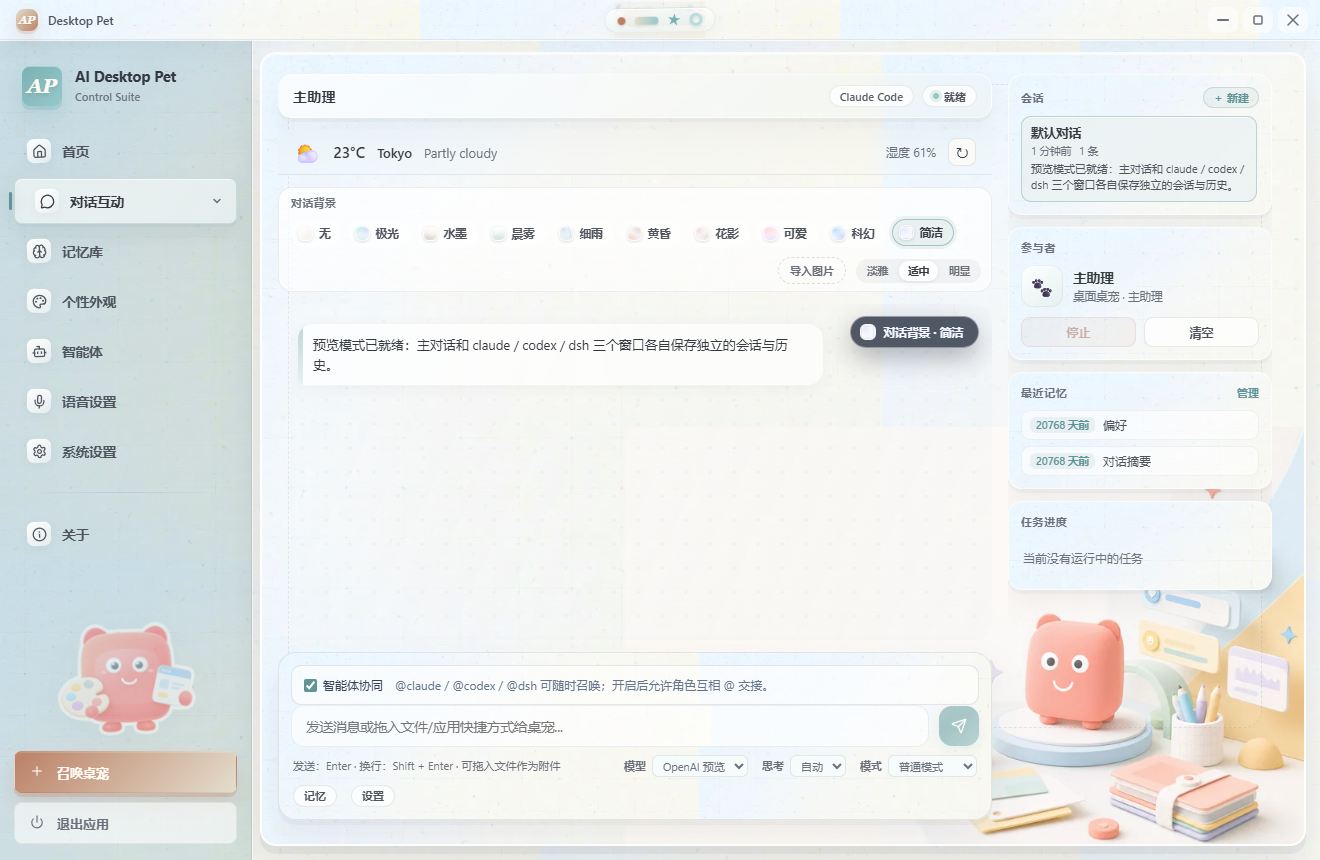 AP Desktop Pet
AP
AI Desktop Pet
Control Suite
首页
对话互动
记忆库
个性外观
智能体
语音设置
系统设置
关于
+ 召唤桌宠
退出应用
主助理
Claude Code
就绪
23°C Tokyo Partly cloudy
湿度 61%
对话背景
无 极光 水墨 晨雾 细雨 黄昏 花影 可爱 科幻 简洁
导入图片 淡雅 适中 明显
对话背景 · 简洁
预览模式已就绪：主对话和 claude / codex / dsh 三个窗口各自保存独立的会话与历
史。
智能体协同 @claude / @codex / @dsh 可随时召唤；开启后允许角色互相 @ 交接。
发送消息或拖入文件/应用快捷方式给桌宠...
发送：Enter · 换行：Shift + Enter · 可拖入文件作为附件
模型 OpenAI 预览 思考 自动 模式 普通模式
记忆 设置
会话
+ 新建
默认对话
1 分钟前 1 条
预览模式已就绪：主对话和 claude / codex /
dsh 三个窗口各自保存独立的会话与历史。
参与者
主助理
桌面桌宠 · 主助理
停止 清空
最近记忆 管理
20768 天前 偏好
20768 天前 对话摘要
任务进度
当前没有运行中的任务